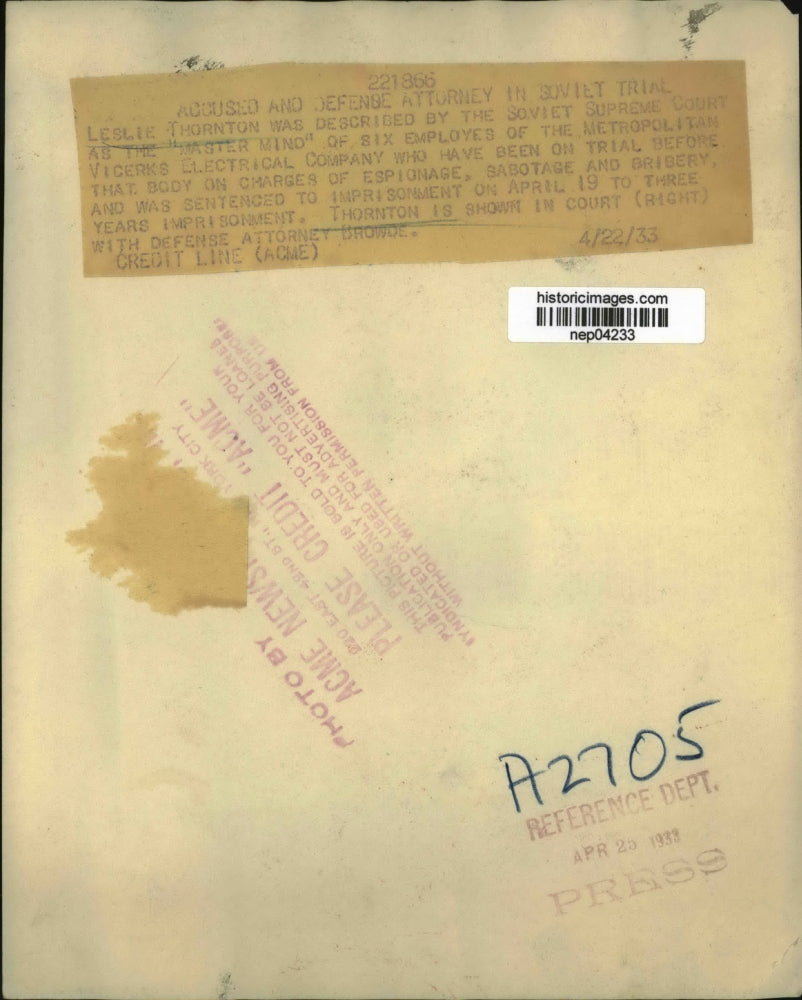 221866
ACCUSED AND DEFENSE ATTORNEY IN SOVIET TRIAL
LESLIE THORNTON WAS DESCRIBED BY THE SOVIET SUPREME COURT
AS THE "MASTER MIND" OF SIX EMPLOYES OF THE METROPOLITAN
VICERKS ELECTRICAL COMPANY WHO HAVE BEEN ON TRIAL BEFORE
THAT BODY ON CHARGES OF ESPIONAGE, SABOTAGE AND BRIBERY,
AND WAS SENTENCED TO IMPRISONMENT ON APRIL 19 TO THREE
YEARS IMPRISONMENT. THORNTON IS SHOWN IN COURT (RIGHT)
WITH DEFENSE ATTORNEY BROWDE.
CREDIT LINE (ACME) 4/22/33
historicimages.com
nep04233
PHOTO BY
ACME NEWS
220 EAST 42ND ST.
YORK CITY
PLEASE CREDIT "ACME"
THIS PICTURE IS SOLD TO YOU FOR YOUR
PUBLICATION ONLY AND MUST NOT BE LOANED
SYNDICATED OR USED FOR ADVERTISING PURPOSES
WITHOUT WRITTEN PERMISSION FROM US
A2705
REFERENCE DEPT.
APR 25 1933
PRESS